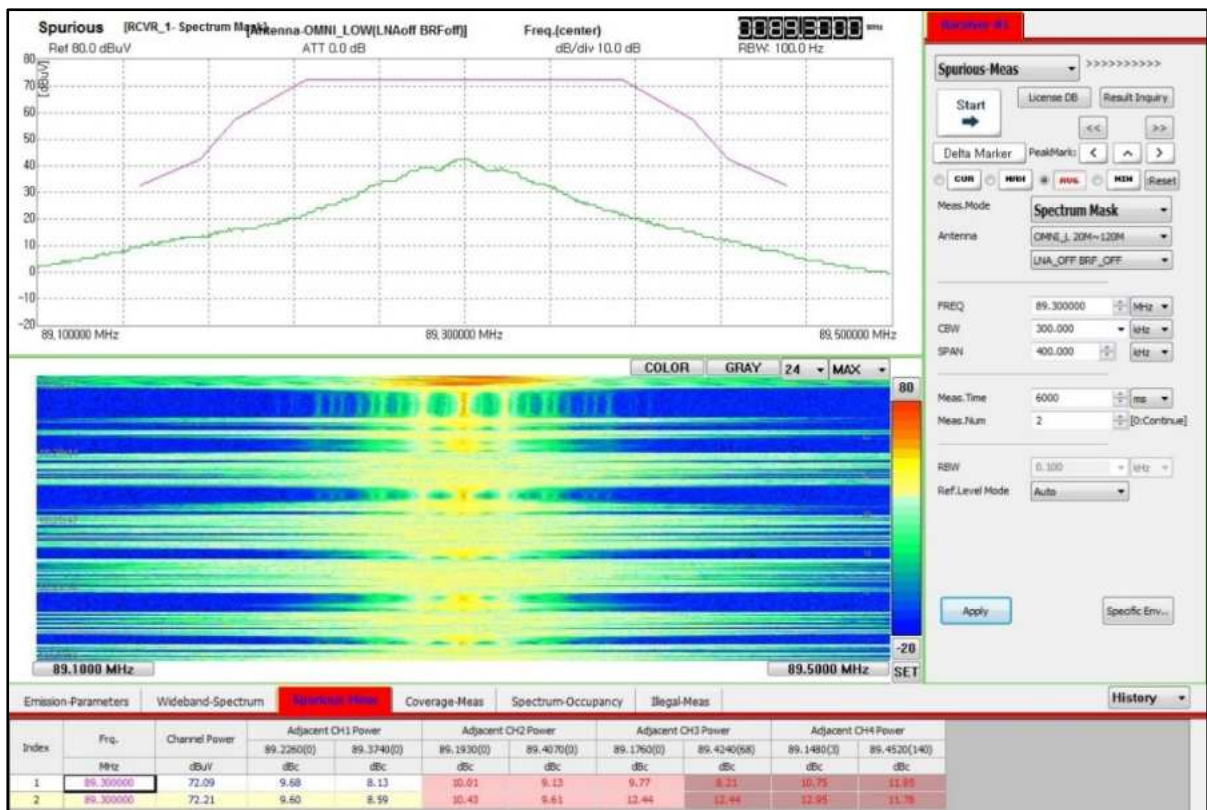 Spurious [RCVR_1- Spectrum Mask] [Antenna-OMNI_LOW(LNAoff BRFoff)] Freq.(center) 0089.3000 MHz
Ref 80.0 dBuV ATT 0.0 dB dB/div 10.0 dB RBW: 100.0 Hz
[dBuV]
80
70
60
50
40
30
20
10
0
-10
-20
89.100000 MHz 89.300000 MHz 89.500000 MHz
COLOR GRAY 24 MAX
80
-20
89.1000 MHz 89.5000 MHz SET
Receiver #1
Spurious-Meas >>>>>>>>>>
Start License DB Result Inquiry
<< >>
Delta Marker PeakMark: < ^ >
CUR MAX AVG MIN :Reset
Meas.Mode Spectrum Mask
Antenna OMNI_L 20M~120M
LNA_OFF BRF_OFF
FREQ 89.300000 MHz
CBW 300.000 kHz
SPAN 400.000 kHz
Meas.Time 6000 ms
Meas.Num 2 [0:Continue]
RBW 0.100 kHz
Ref.Level Mode Auto
Apply Specific Env...
Emission-Parameters Wideband-Spectrum Spurious-Meas Coverage-Meas Spectrum-Occupancy Illegal-Meas History
Index Frq. Channel Power Adjacent CH1 Power Adjacent CH2 Power Adjacent CH3 Power Adjacent CH4 Power
89.2260(0) 89.3740(0) 89.1930(0) 89.4070(0) 89.1760(0) 89.4240(68) 89.1480(3) 89.4520(140)
MHz dBuV dBc dBc dBc dBc dBc dBc dBc dBc
1 89.300000 72.09 9.68 8.13 10.01 9.13 9.77 8.21 10.75 11.95
2 89.300000 72.21 9.60 8.59 10.43 9.61 12.44 12.44 12.95 11.78